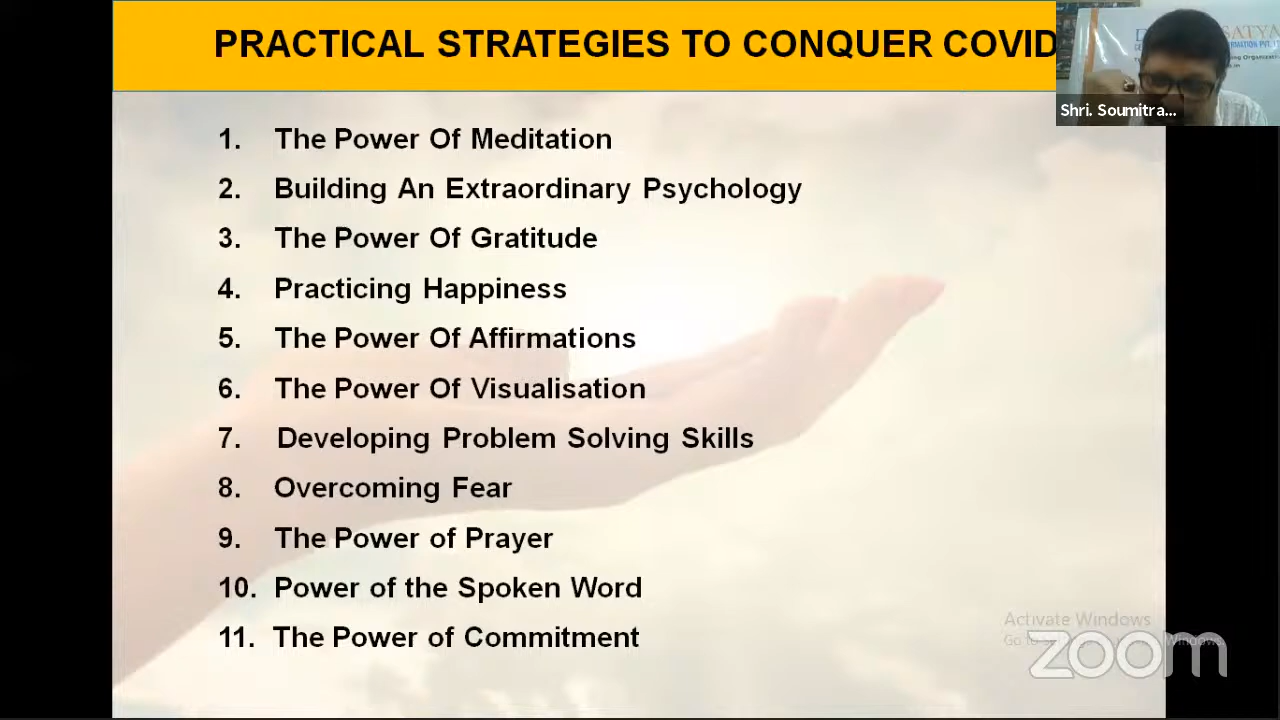 PRACTICAL STRATEGIES TO CONQUER COVID
SATYA
Shri. Soumitra...
1. The Power Of Meditation
2. Building An Extraordinary Psychology
3. The Power Of Gratitude
4. Practicing Happiness
5. The Power Of Affirmations
6. The Power Of Visualisation
7. Developing Problem Solving Skills
8. Overcoming Fear
9. The Power of Prayer
10. Power of the Spoken Word
11. The Power of Commitment
Activate Windows
zoom